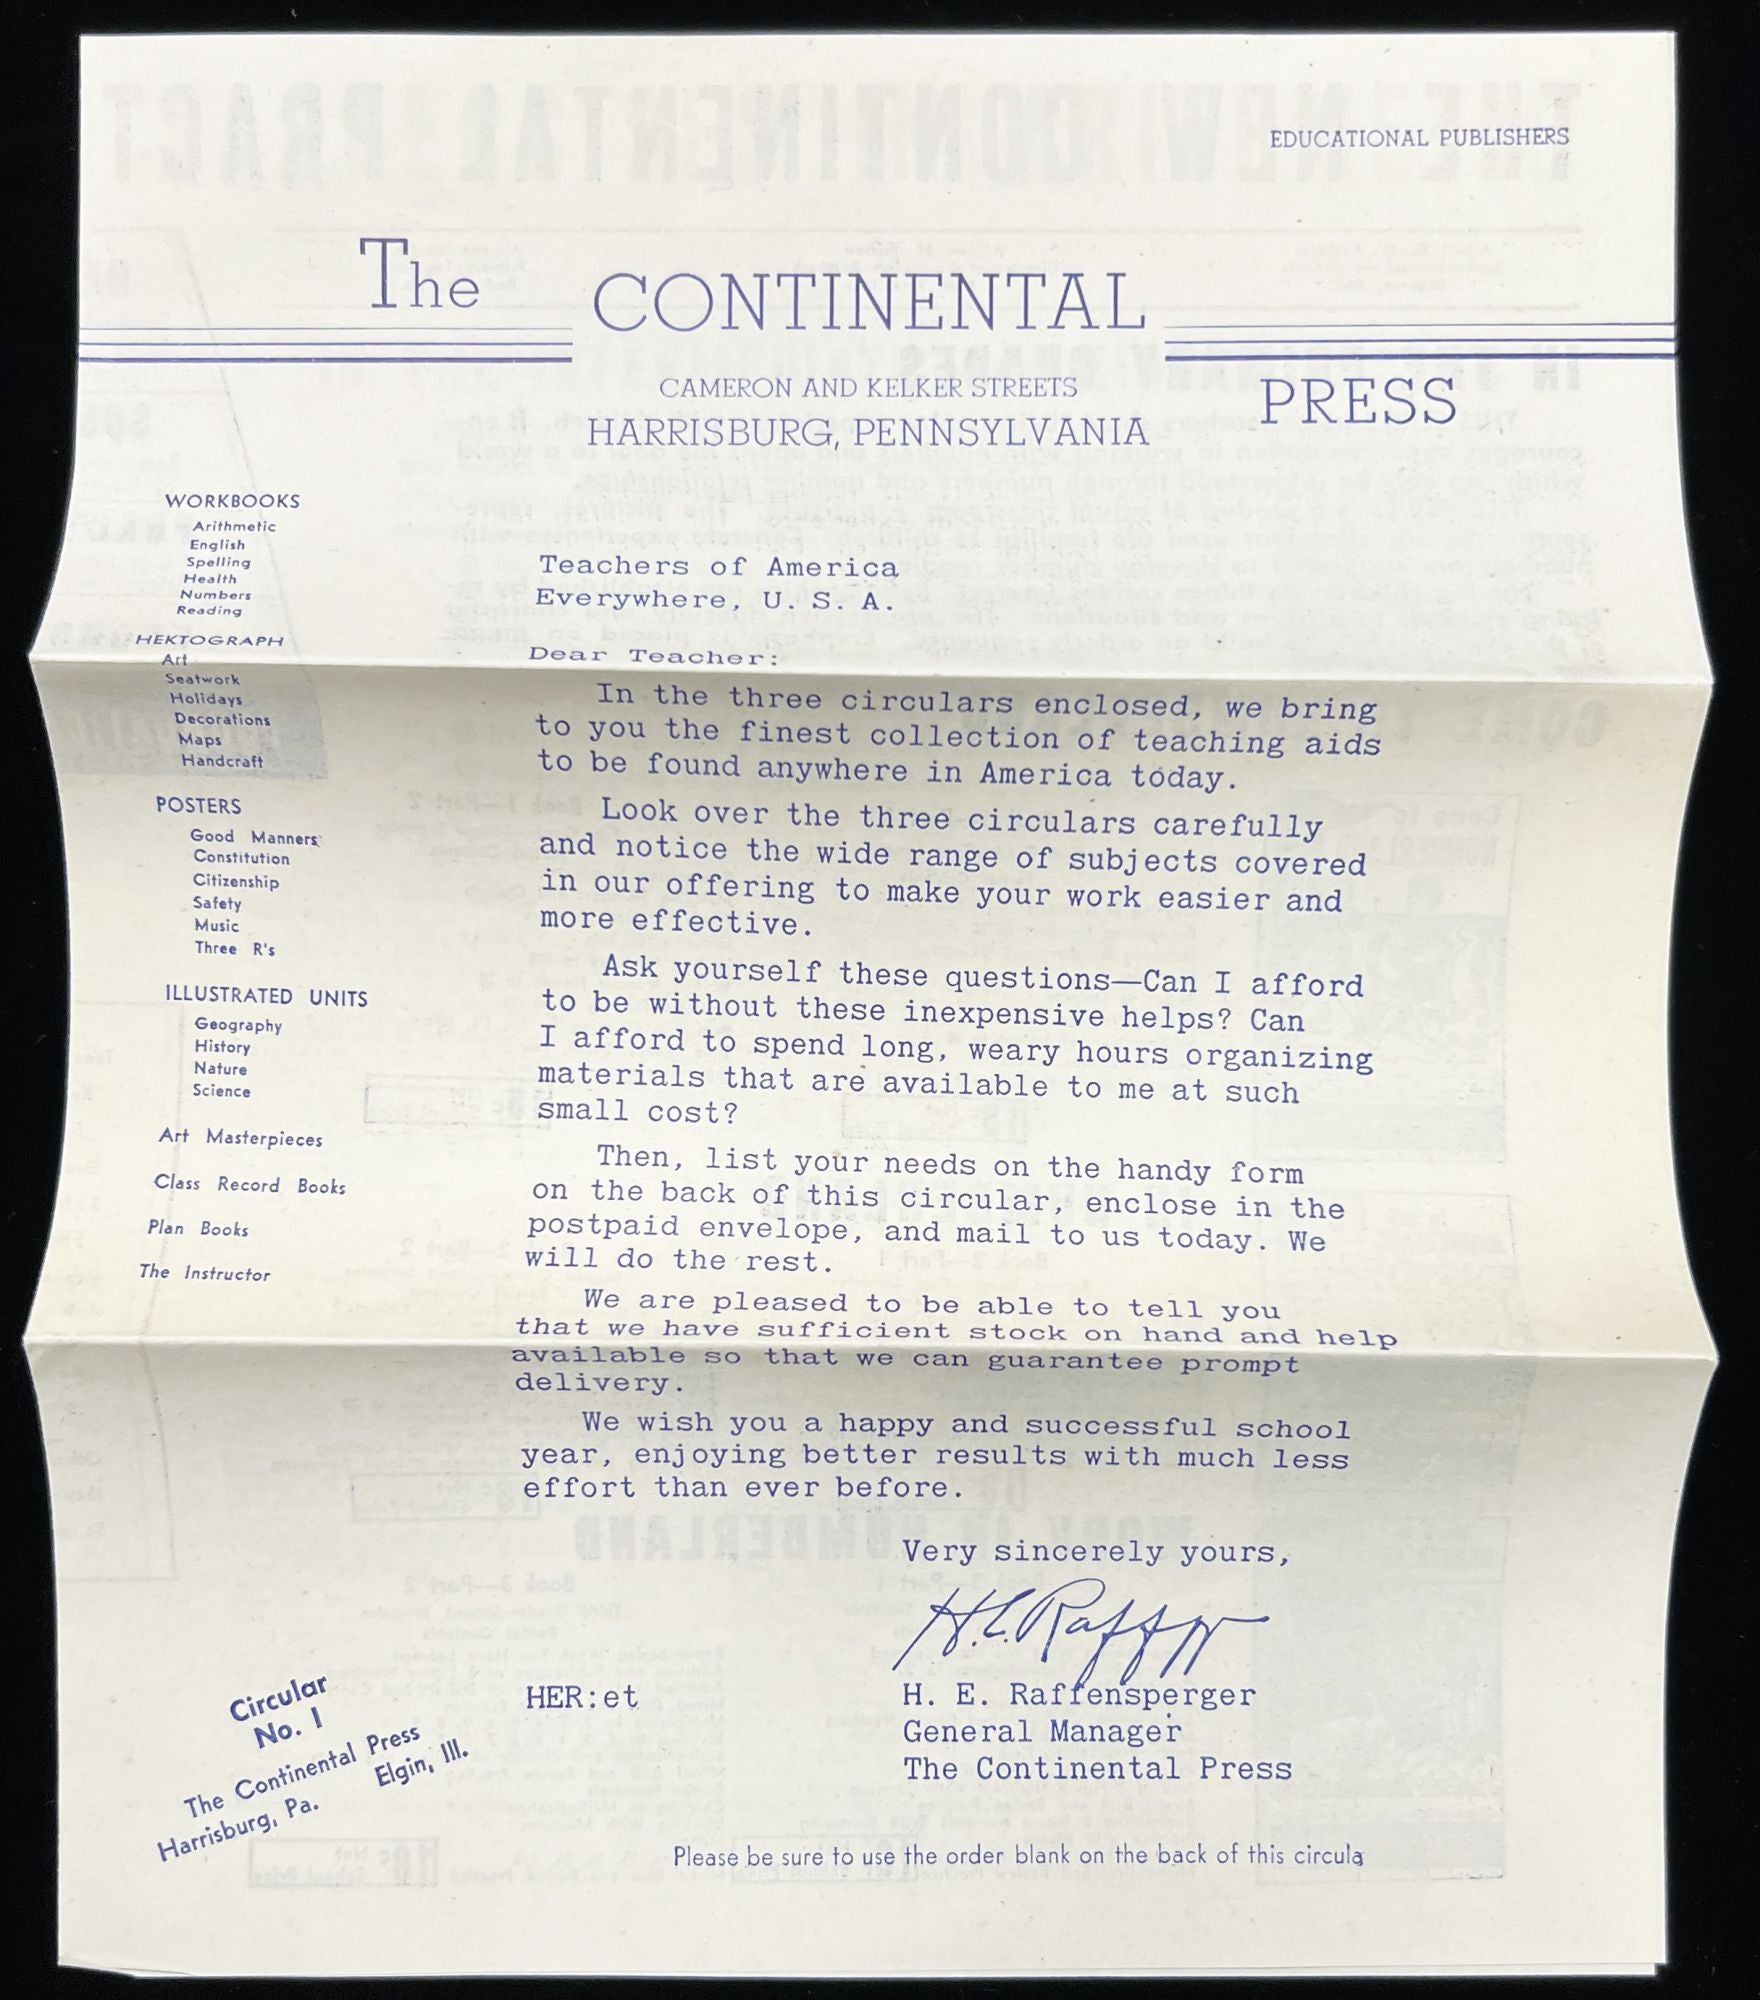 EDUCATIONAL PUBLISHERS
The CONTINENTAL
PRESS
CAMERON AND KELKER STREETS
HARRISBURG, PENNSYLVANIA
WORKBOOKS
Arithmetic
English
Spelling
Health
Numbers
Reading
HEKTOGRAPH
Art
Seatwork
Holidays
Decorations
Maps
Handcraft
POSTERS
Good Manners
Constitution
Citizenship
Safety
Music
Three R's
ILLUSTRATED UNITS
Geography
History
Nature
Science
Art Masterpieces
Class Record Books
Plan Books
The Instructor
Teachers of America
Everywhere, U. S. A.
Dear Teacher:
In the three circulars enclosed, we bring
to you the finest collection of teaching aids
to be found anywhere in America today.
Look over the three circulars carefully
and notice the wide range of subjects covered
in our offering to make your work easier and
more effective.
Ask yourself these questions—Can I afford
to be without these inexpensive helps? Can
I afford to spend long, weary hours organizing
materials that are available to me at such
small cost?
Then, list your needs on the handy form
on the back of this circular, enclose in the
postpaid envelope, and mail to us today. We
will do the rest.
We are pleased to be able to tell you
that we have sufficient stock on hand and help
available so that we can guarantee prompt
delivery.
We wish you a happy and successful school
year, enjoying better results with much less
effort than ever before.
Very sincerely yours,
HER:et
H. E. Raffensperger
General Manager
The Continental Press
Circular
No. 1
The Continental Press
Harrisburg, Pa. Elgin, Ill.
Please be sure to use the order blank on the back of this circula